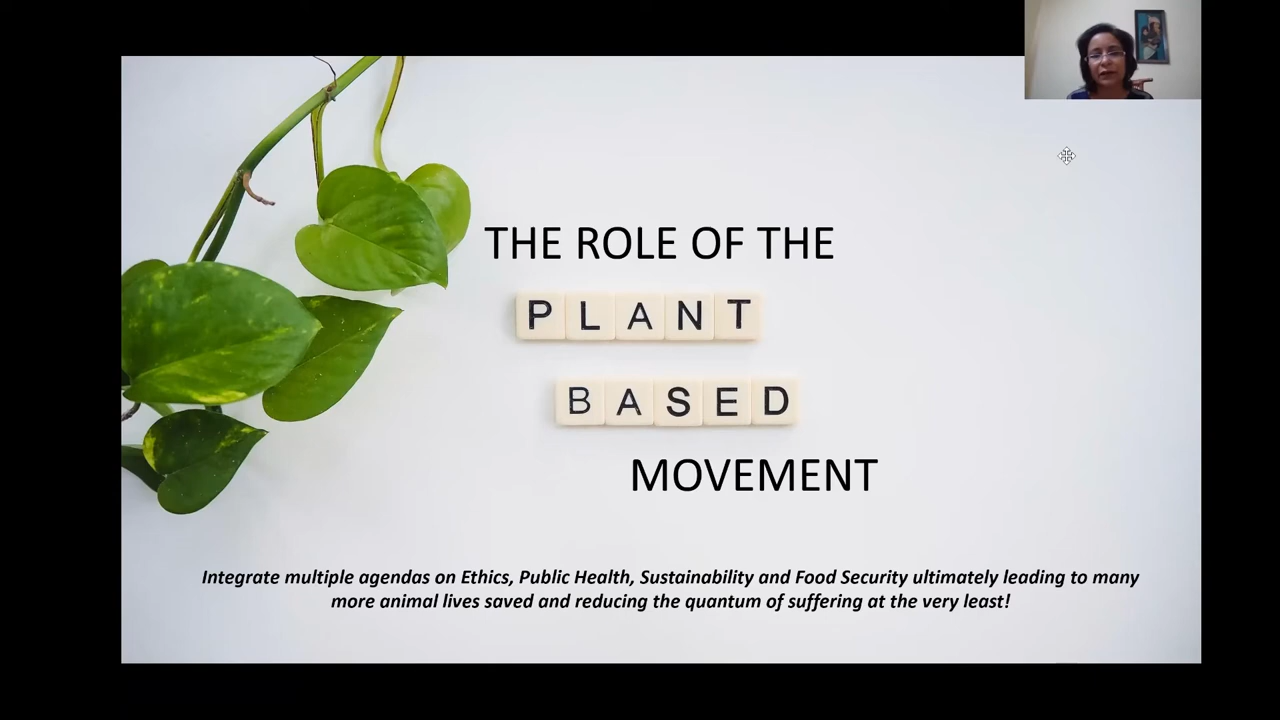 THE ROLE OF THE
PLANT
BASED
MOVEMENT
Integrate multiple agendas on Ethics, Public Health, Sustainability and Food Security ultimately leading to many
more animal lives saved and reducing the quantum of suffering at the very least!